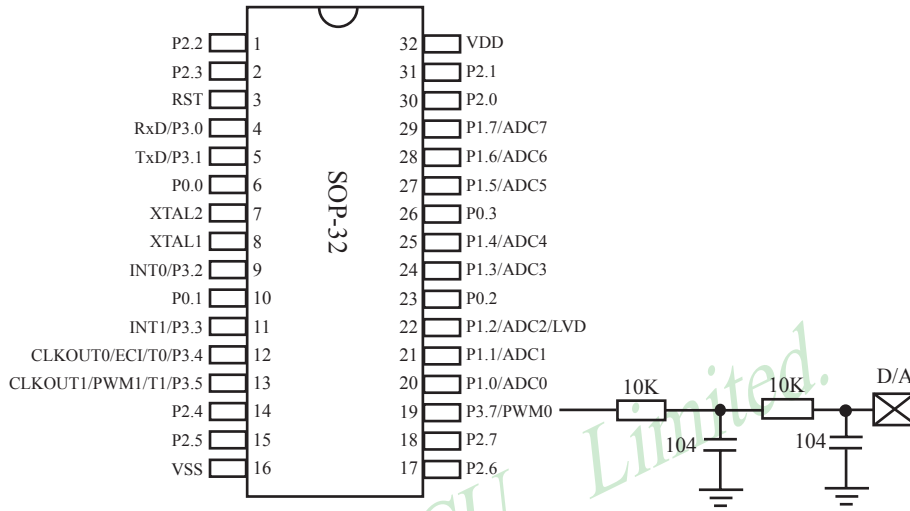 P2.2 1 32 VDD
P2.3 2 31 P2.1
RST 3 30 P2.0
RxD/P3.0 4 29 P1.7/ADC7
TxD/P3.1 5 28 P1.6/ADC6
P0.0 6 27 P1.5/ADC5
XTAL2 7 26 P0.3
XTAL1 8 25 P1.4/ADC4
INT0/P3.2 9 24 P1.3/ADC3
P0.1 10 23 P0.2
INT1/P3.3 11 22 P1.2/ADC2/LVD
CLKOUT0/ECI/T0/P3.4 12 21 P1.1/ADC1
CLKOUT1/PWM1/T1/P3.5 13 20 P1.0/ADC0
P2.4 14 19 P3.7/PWM0
P2.5 15 18 P2.7
VSS 16 17 P2.6
SOP-32
10K 10K D/A
104 104
Limited.